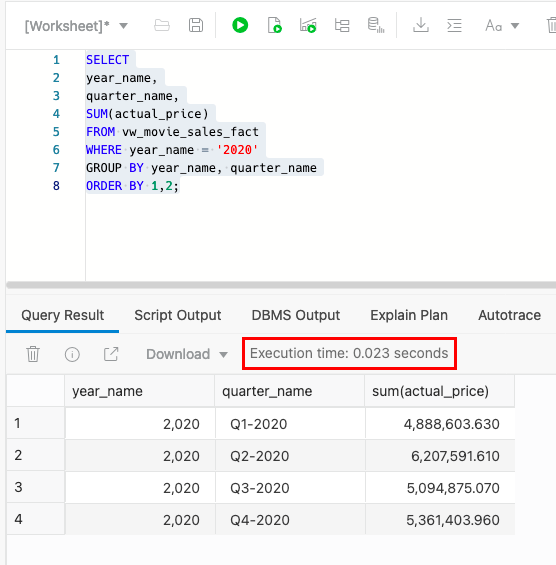 [Worksheet]*
Aa
1 SELECT
2 year_name,
3 quarter_name,
4 SUM(actual_price)
5 FROM vw_movie_sales_fact
6 WHERE year_name = '2020'
7 GROUP BY year_name, quarter_name
8 ORDER BY 1,2;
Query Result Script Output DBMS Output Explain Plan Autotrace
Download Execution time: 0.023 seconds
year_name quarter_name sum(actual_price)
1 2,020 Q1-2020 4,888,603.630
2 2,020 Q2-2020 6,207,591.610
3 2,020 Q3-2020 5,094,875.070
4 2,020 Q4-2020 5,361,403.960